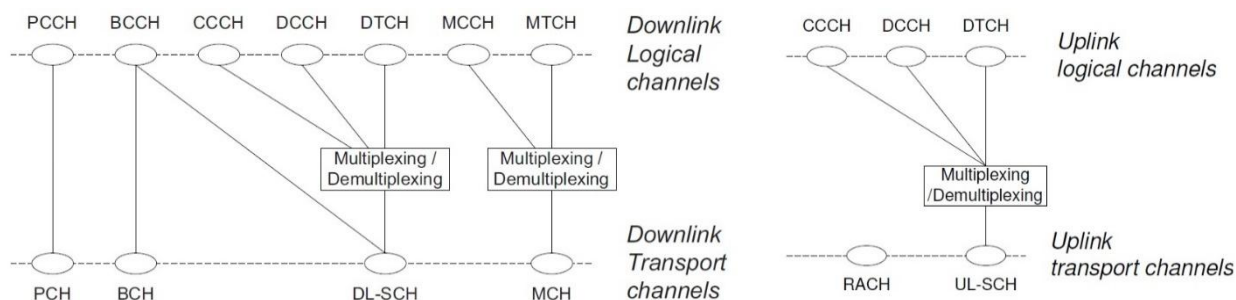 PCCH BCCH CCCH DCCH DTCH MCCH MTCH
Downlink
Logical
channels
Multiplexing /
Demultiplexing
Multiplexing /
Demultiplexing
PCH BCH DL-SCH MCH
Downlink
Transport
channels
CCCH DCCH DTCH
Uplink
logical channels
Multiplexing
/Demultiplexing
RACH UL-SCH
Uplink
transport channels